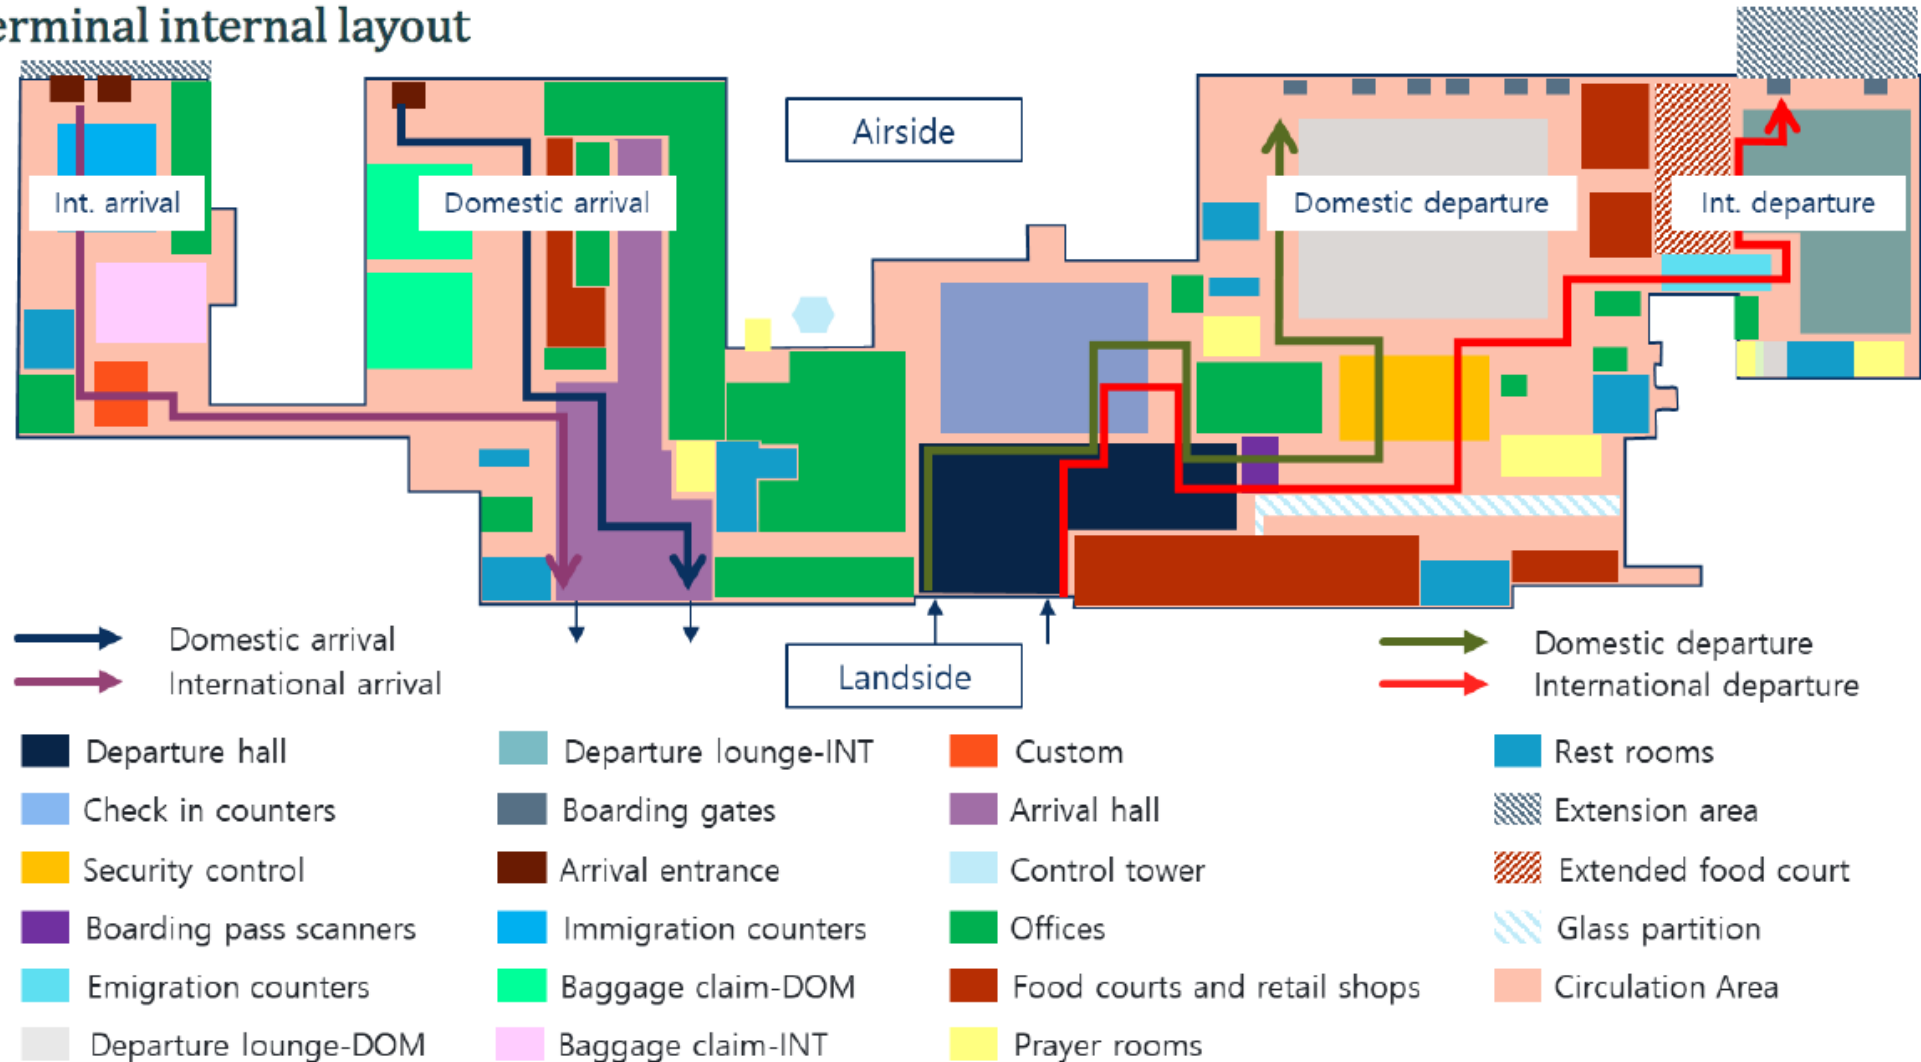 erminal internal layout
Airside
Int. arrival
Domestic arrival
Domestic departure
Int. departure
Domestic arrival
International arrival
Landside
Domestic departure
International departure
Departure hall
Departure lounge-INT
Custom
Rest rooms
Check in counters
Boarding gates
Arrival hall
Extension area
Security control
Arrival entrance
Control tower
Extended food court
Boarding pass scanners
Immigration counters
Offices
Glass partition
Emigration counters
Baggage claim-DOM
Food courts and retail shops
Circulation Area
Departure lounge-DOM
Baggage claim-INT
Prayer rooms